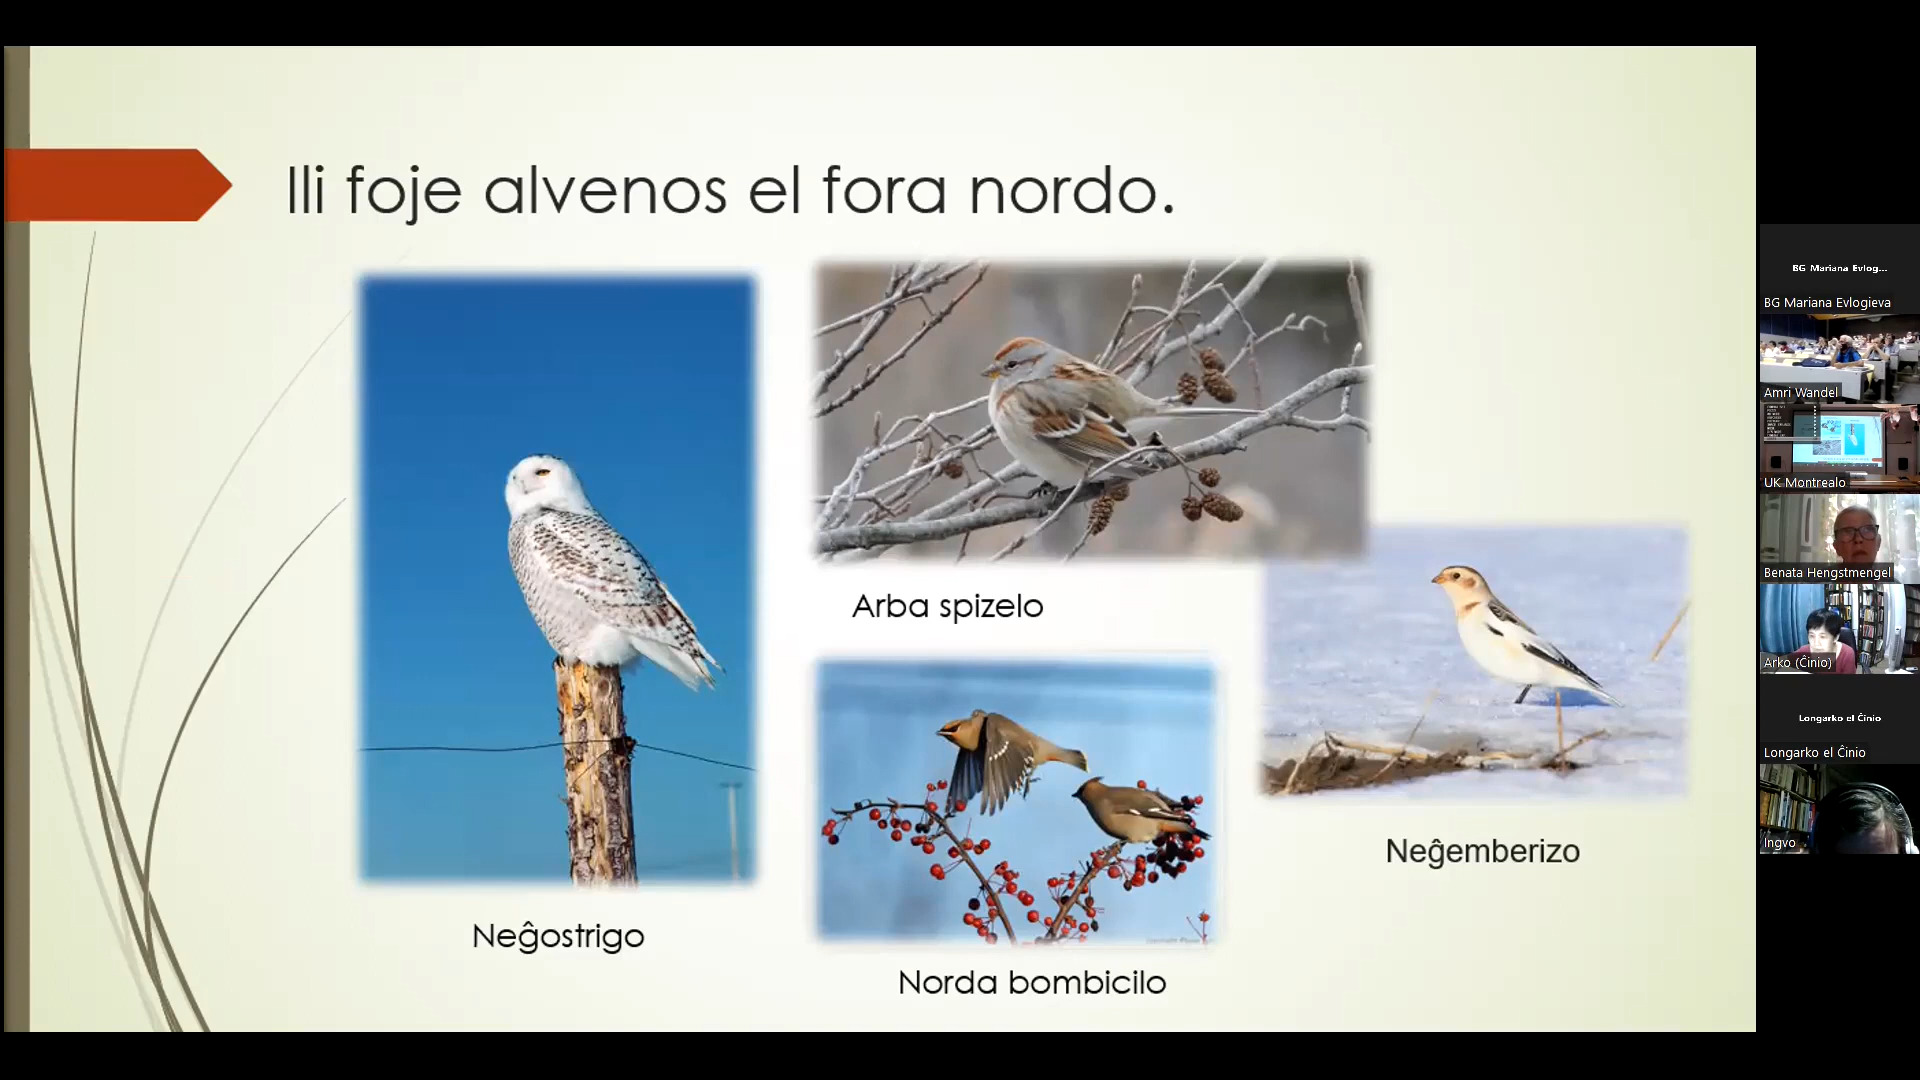 Ili foje alvenos el fora nordo.
Arba spizelo
Neĝemberizo
Neĝostrigo
Norda bombicilo
BG Mariana Evlog...
BG Mariana Evlogieva
Amri Wandel
UK Montrealo
Benata Hengstmengel
Arko (Ĉinio)
Longarko el Ĉinio
Longarko el Ĉinio
Ingvo